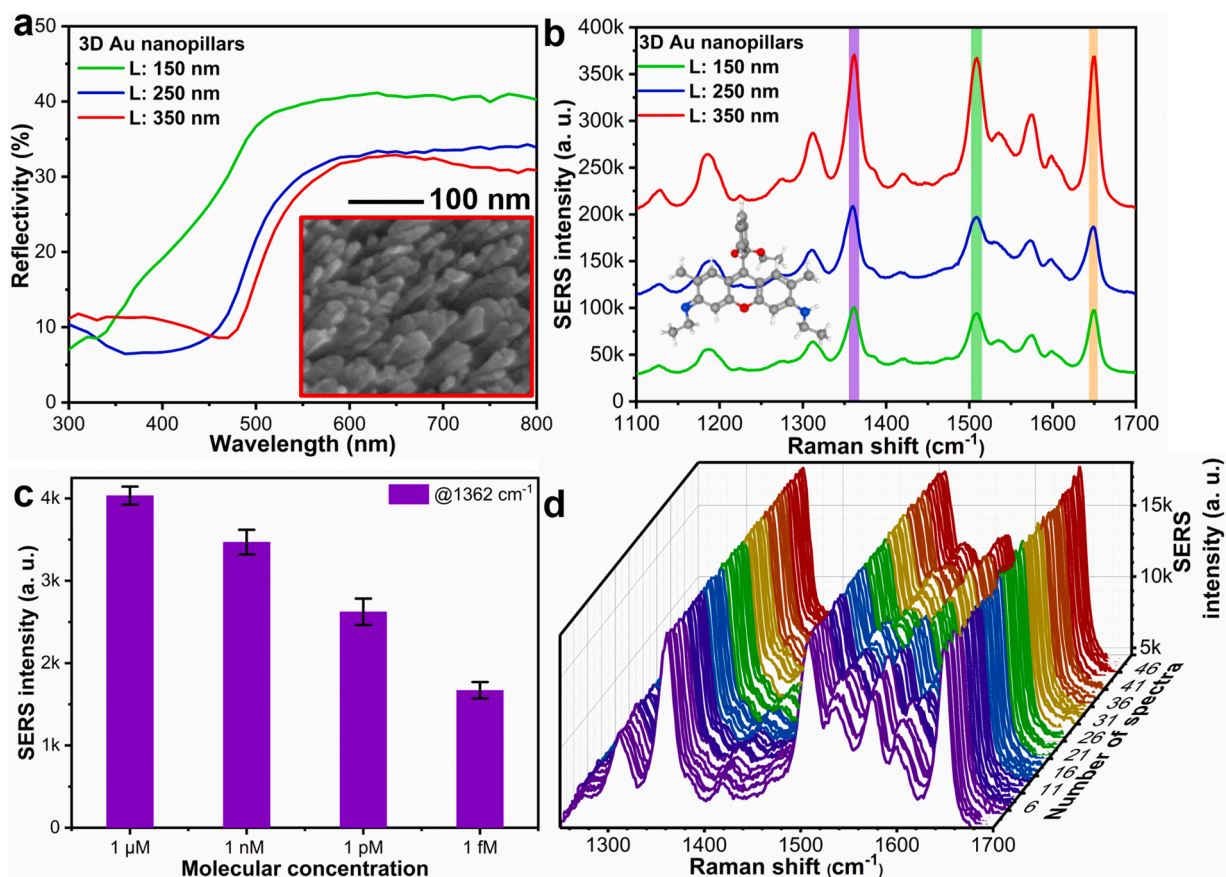 a
50
40
30
20
10
0
Reflectivity (%)
3D Au nanopillars
L: 150 nm
L: 250 nm
L: 350 nm
100 nm
300 400 500 600 700 800
Wavelength (nm)
b
400k
350k
300k
250k
200k
150k
100k
50k
0
SERS intensity (a. u.)
3D Au nanopillars
L: 150 nm
L: 250 nm
L: 350 nm
1100 1200 1300 1400 1500 1600 1700
Raman shift (cm⁻¹)
c
4k
3k
2k
1k
0
SERS intensity (a. u.)
@1362 cm⁻¹
1 µM 1 nM 1 pM 1 fM
Molecular concentration
d
15k
10k
5k
SERS
intensity (a. u.)
46
41
36
31
26
21
16
11
6
Number of spectra
1300 1400 1500 1600 1700
Raman shift (cm⁻¹)